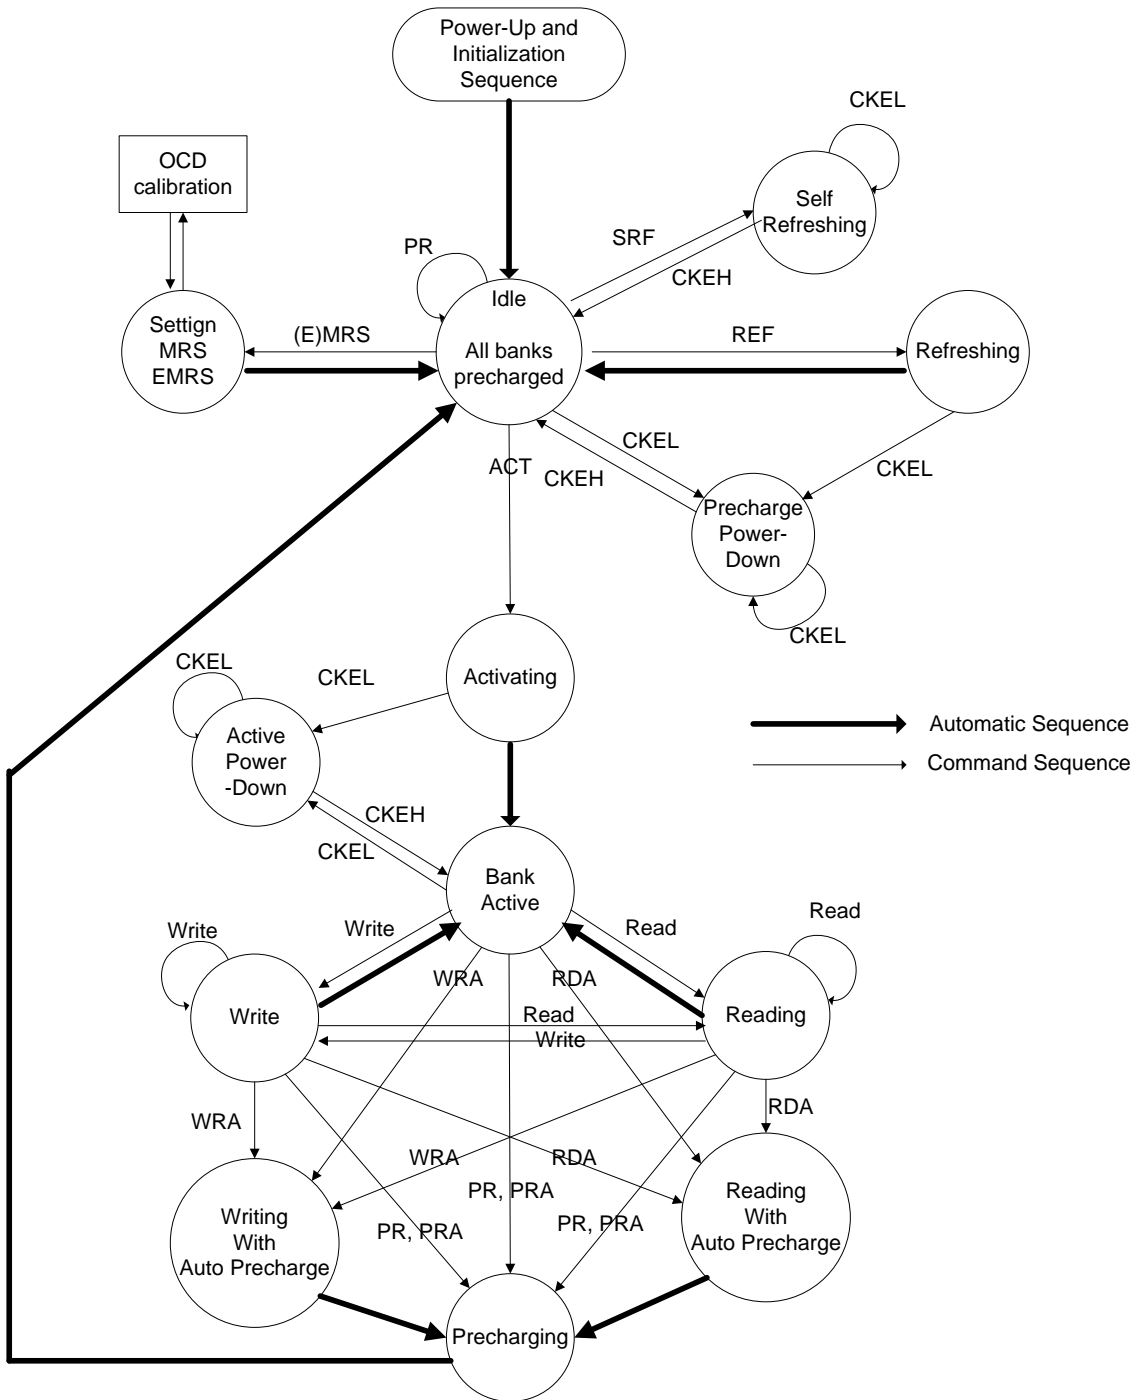 Power-Up and
Initialization
Sequence
CKEL
OCD
calibration
Self
Refreshing
SRF
PR
CKEH
Idle
Settign
MRS
EMRS
(E)MRS
All banks
precharged
REF
Refreshing
CKEL
ACT
CKEH
CKEL
Precharge
Power-
Down
CKEL
CKEL
CKEL
Activating
Active
Power
-Down
Automatic Sequence
Command Sequence
CKEH
CKEL
Bank
Active
Write
Write
Read
Read
WRA
RDA
Write
Read
Write
Reading
WRA
RDA
WRA
RDA
PR, PRA
PR, PRA
PR, PRA
Writing
With
Auto Precharge
Reading
With
Auto Precharge
Precharging